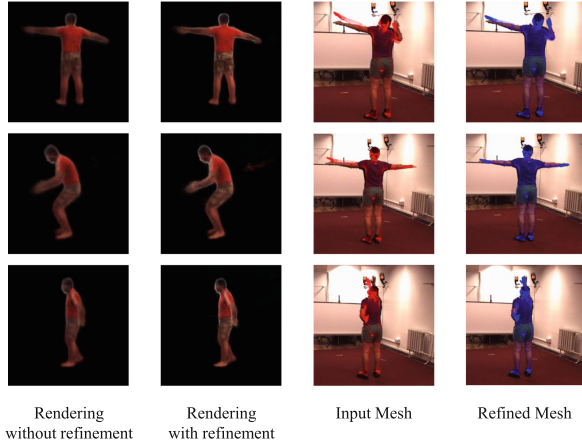 Rendering
without refinement
Rendering
with refinement
Input Mesh
Refined Mesh